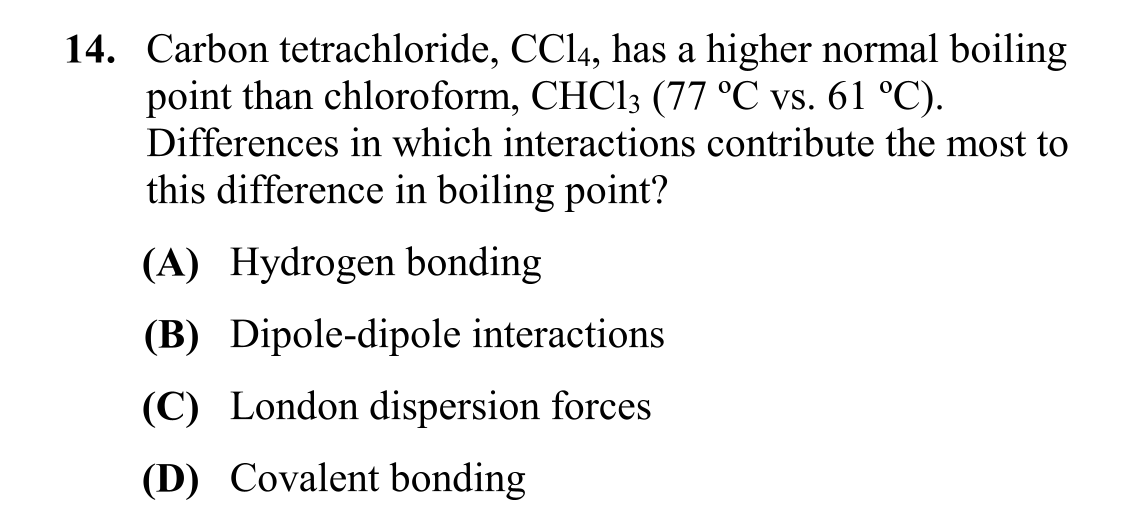 14. Carbon tetrachloride, CCl₄, has a higher normal boiling
point than chloroform, CHCl₃ (77 ºC vs. 61 ºC).
Differences in which interactions contribute the most to
this difference in boiling point?
(A) Hydrogen bonding
(B) Dipole-dipole interactions
(C) London dispersion forces
(D) Covalent bonding